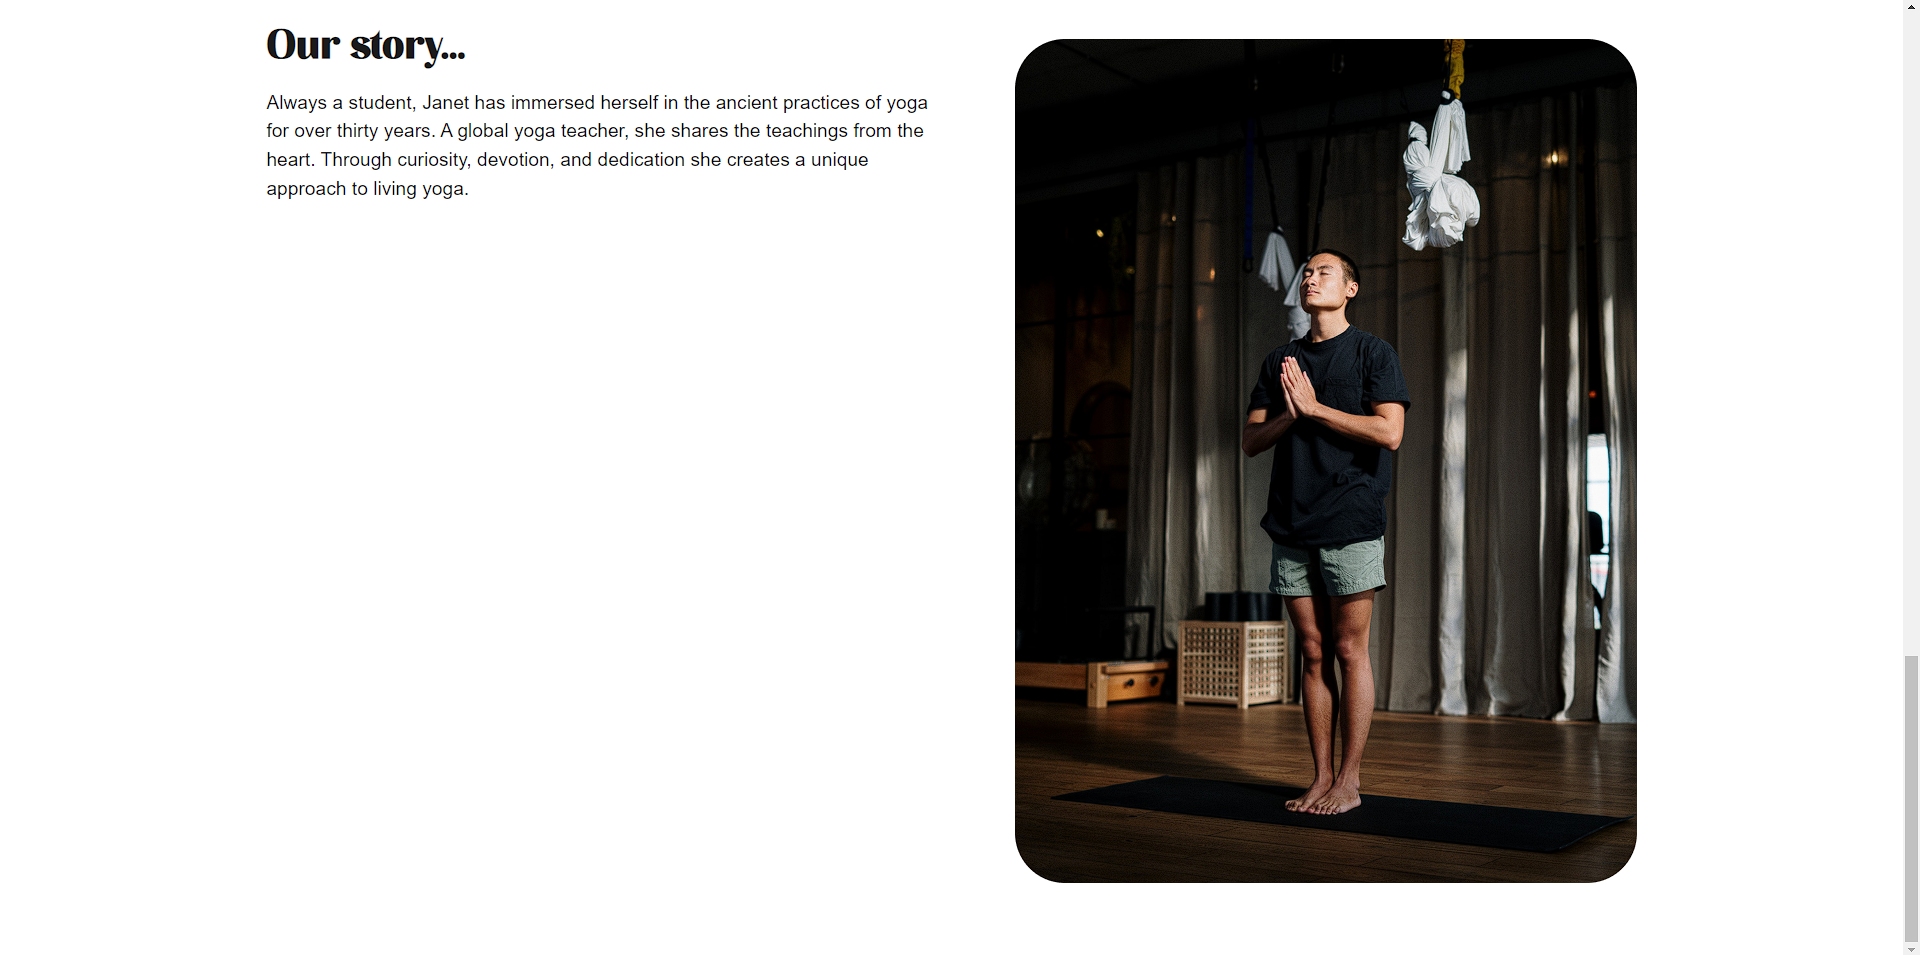 Our story...
Always a student, Janet has immersed herself in the ancient practices of yoga
for over thirty years. A global yoga teacher, she shares the teachings from the
heart. Through curiosity, devotion, and dedication she creates a unique
approach to living yoga.